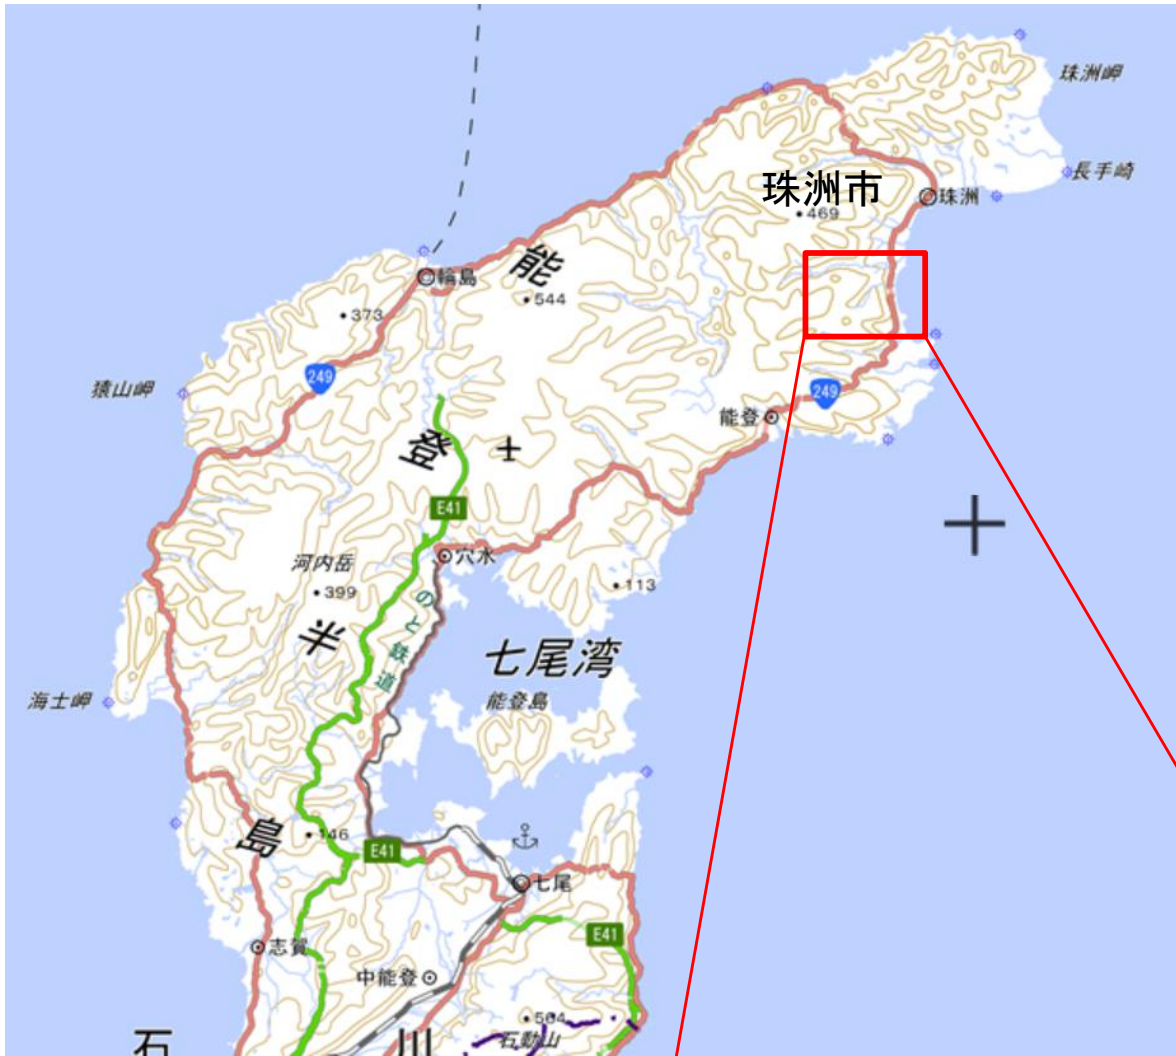 珠洲岬
長手崎
珠洲市
珠洲
469
輪島
能
544
373
249
猿山岬
249
能登
登
E41
穴水
河内岳
399
113
のと鉄道
半
七尾湾
能登島
海士岬
島
146
E41
七尾
E41
志賀
中能登
564
石動山
石
川